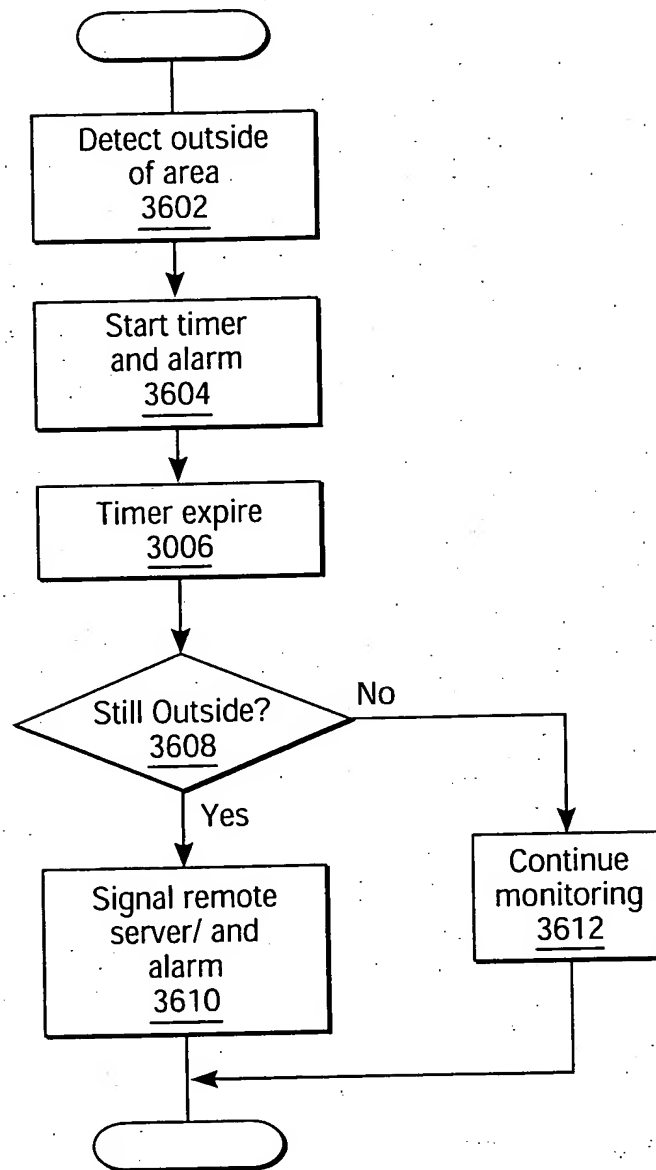 Detect outside
of area
3602
Start timer
and alarm
3604
Timer expire
3006
Still Outside?
3608
No
Yes
Signal remote
server/ and
alarm
3610
Continue
monitoring
3612